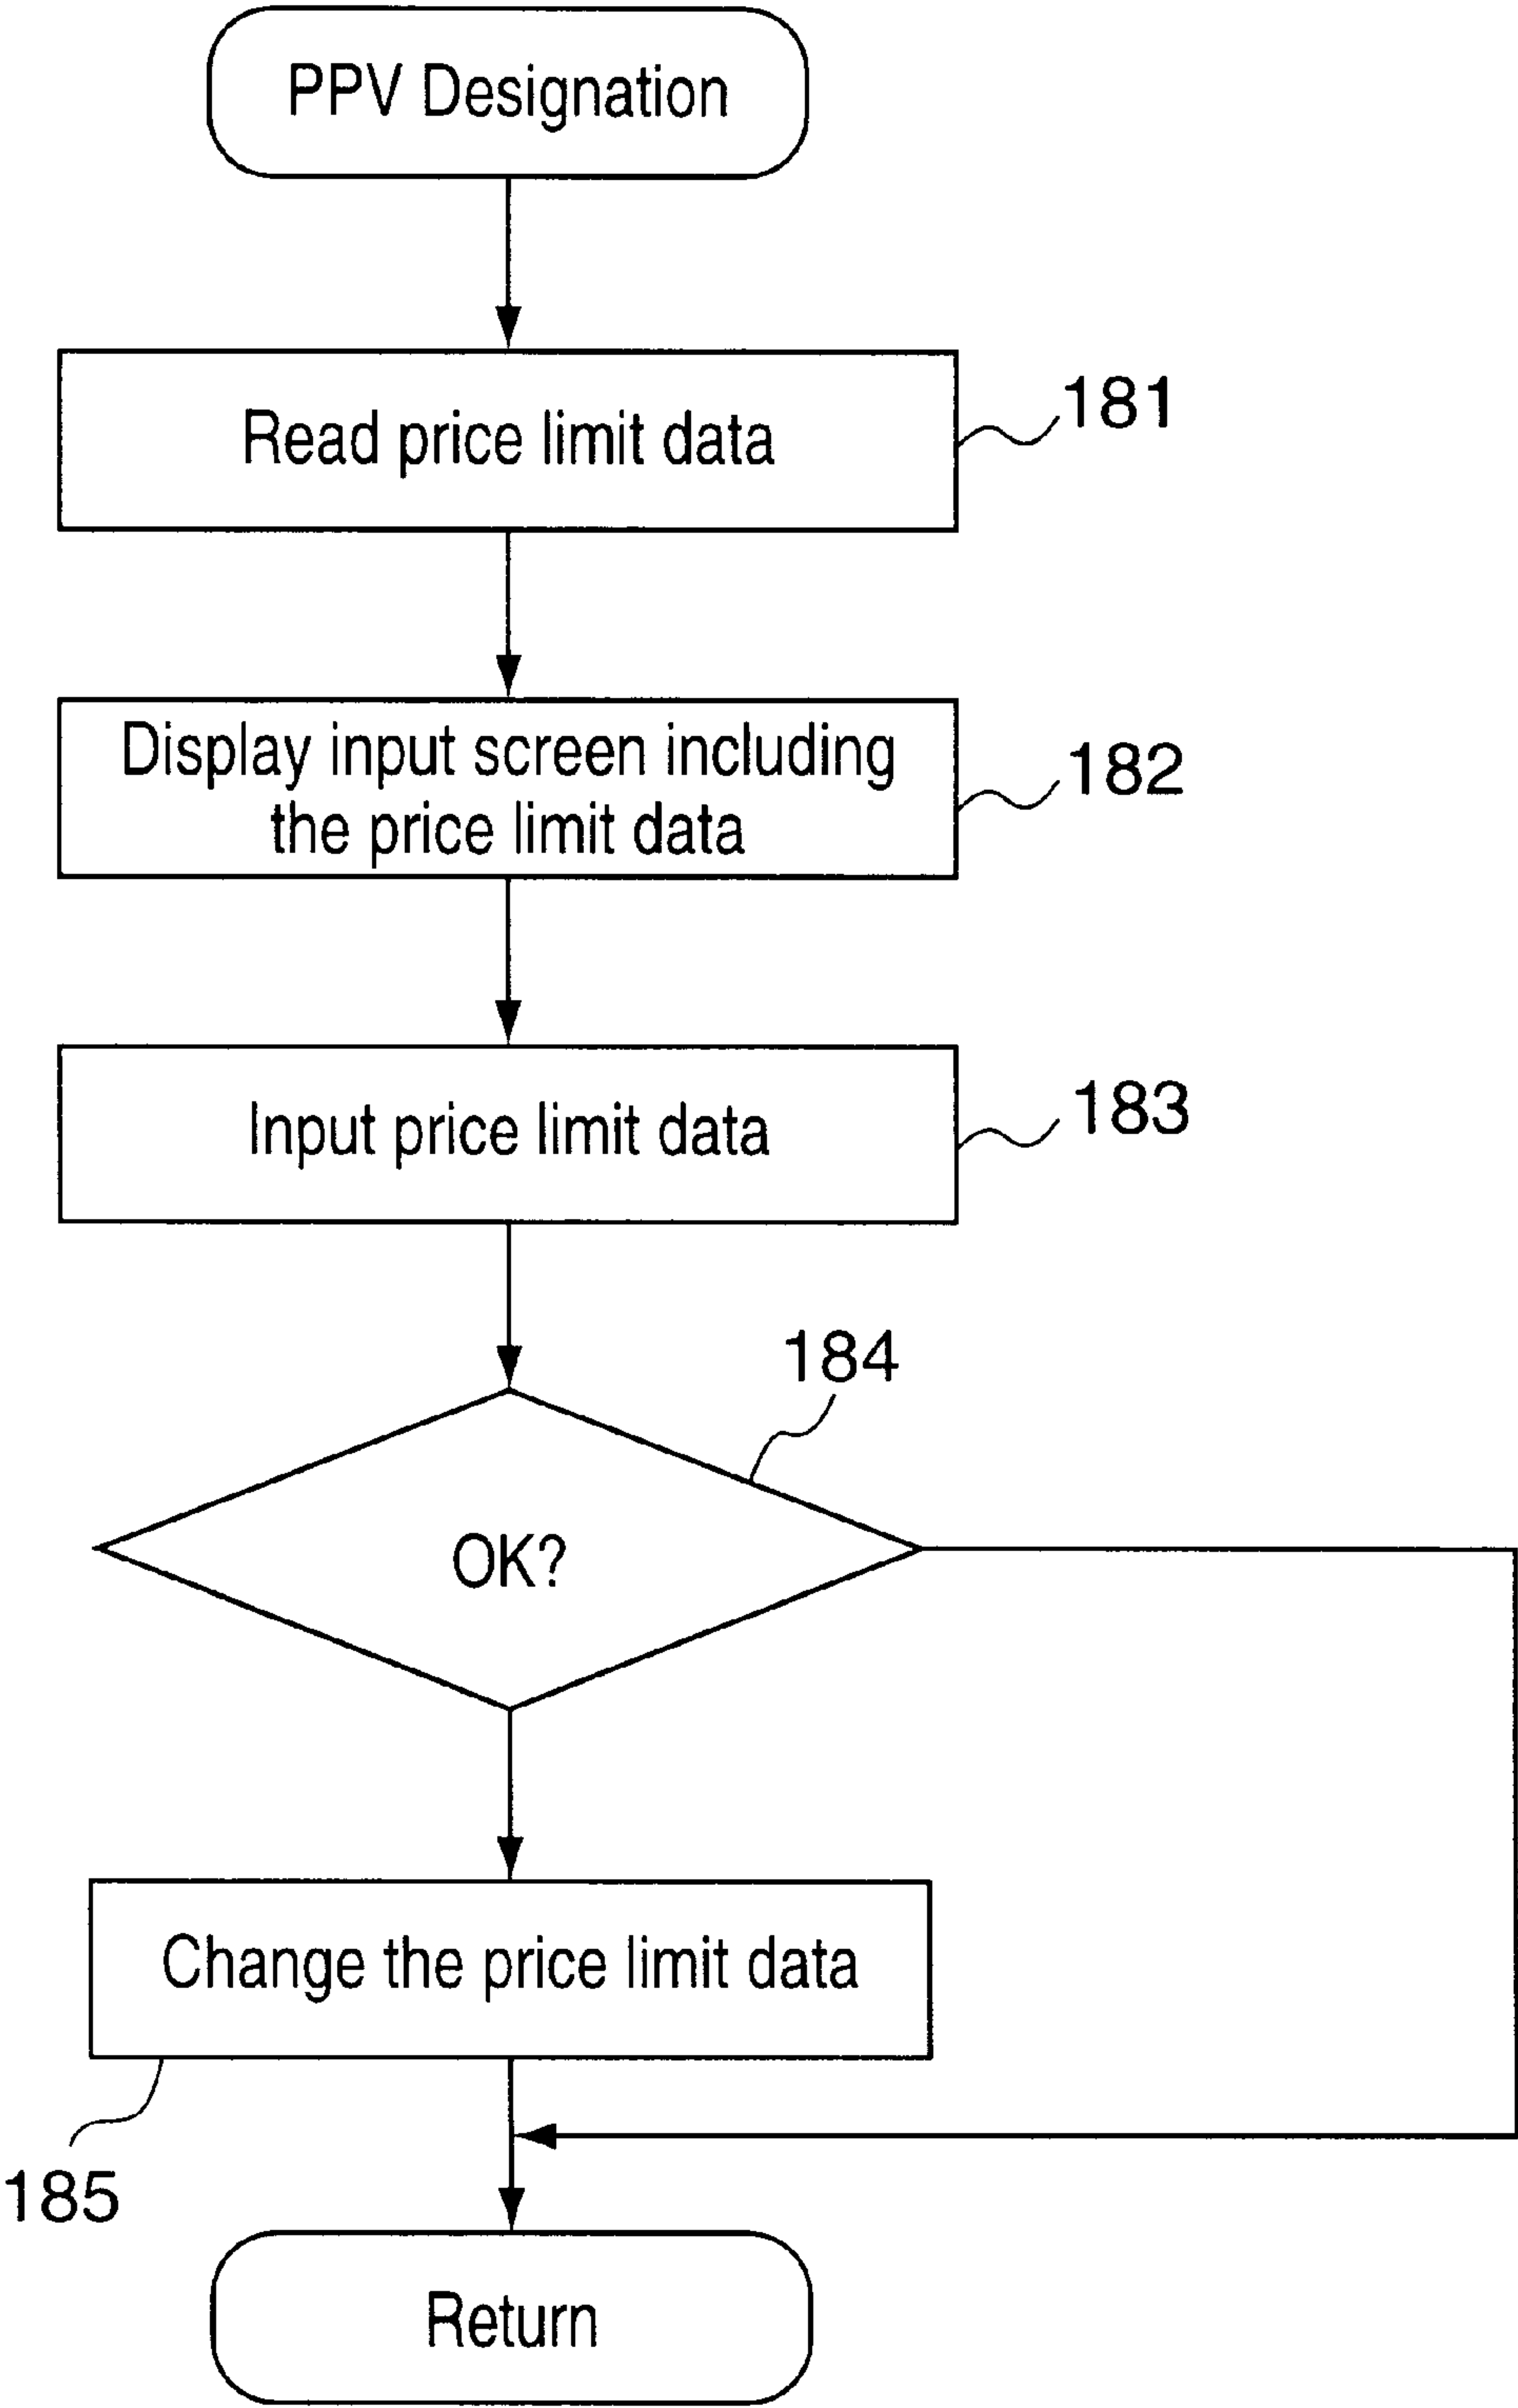 PPV Designation
Read price limit data
181
Display input screen including
the price limit data
182
Input price limit data
183
184
OK?
Change the price limit data
185
Return